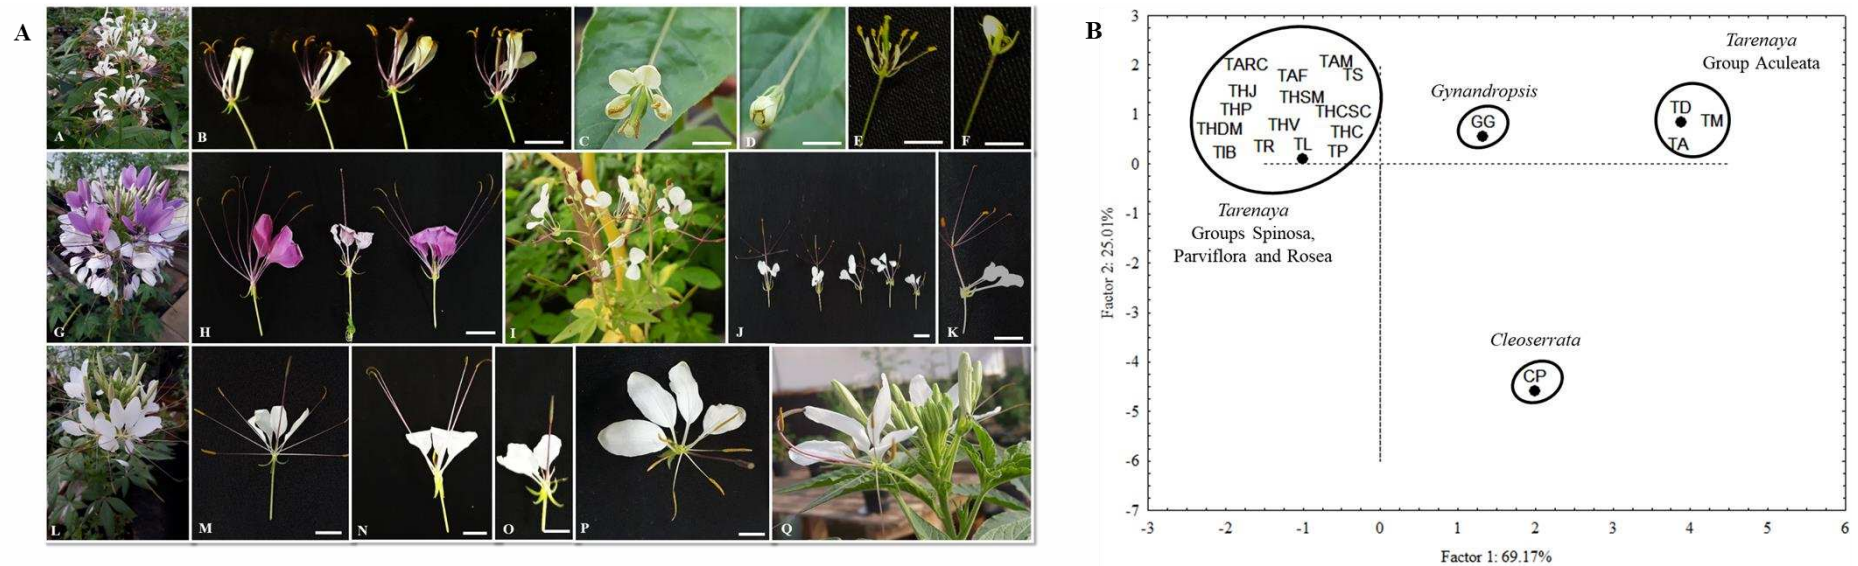 A
A
B
C
D
E
F
G
H
I
J
K
L
M
N
O
P
Q
B
3
2
1
0
-1
-2
-3
-4
-5
-6
-7
Factor 2: 25.01%
TARC
TAM
TAF
TS
THJ
THSM
THP
THCSC
THDM
THV
THC
TIB
TR
TL
TP
Tarenaya
Groups Spinosa,
Parviflora and Rosea
Gynandropsis
GG
Tarenaya
Group Aculeata
TD
TM
TA
Cleoserrata
CP
-3 -2 -1 0 1 2 3 4 5 6
Factor 1: 69.17%